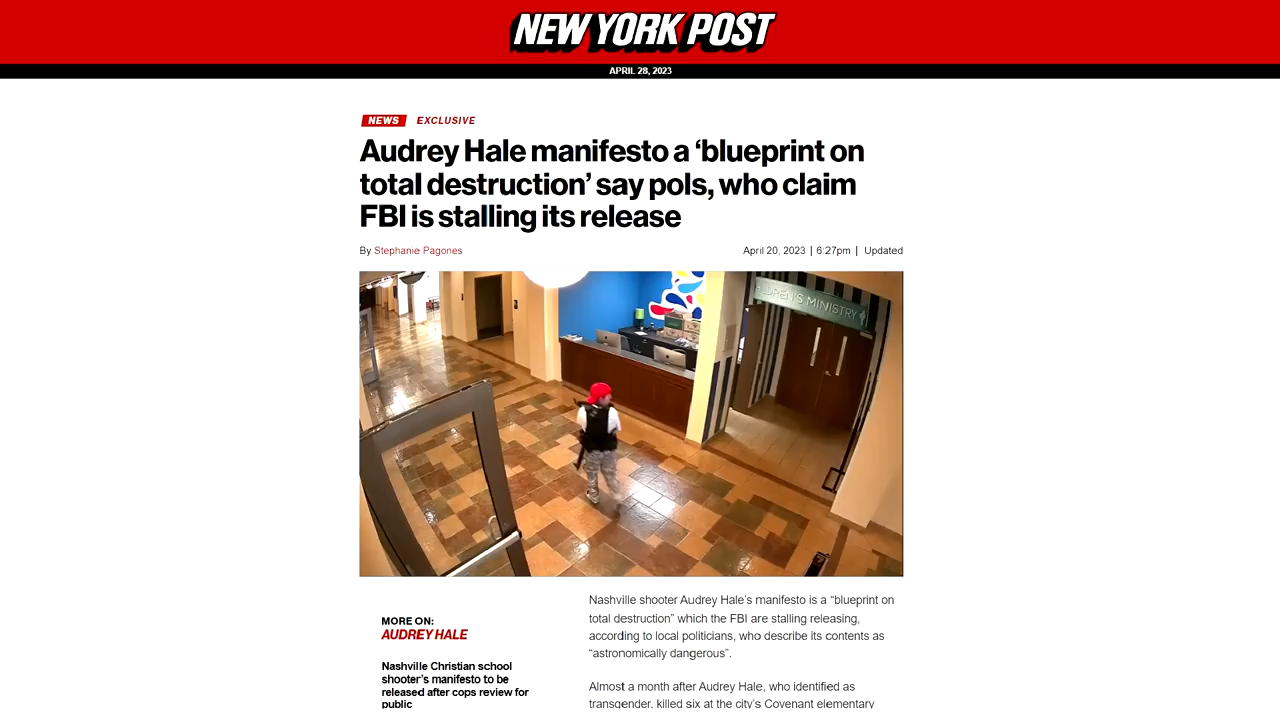 NEW YORK POST
APRIL 28, 2023
NEWS EXCLUSIVE
Audrey Hale manifesto a ‘blueprint on
total destruction’ say pols, who claim
FBI is stalling its release
By Stephanie Pagones
April 20, 2023 | 6:27pm | Updated
DREN'S MINISTRY
MORE ON:
AUDREY HALE
Nashville Christian school
shooter’s manifesto to be
released after cops review for
public
Nashville shooter Audrey Hale’s manifesto is a “blueprint on
total destruction” which the FBI are stalling releasing,
according to local politicians, who describe its contents as
“astronomically dangerous”.
Almost a month after Audrey Hale, who identified as
transgender, killed six at the city’s Covenant elementary